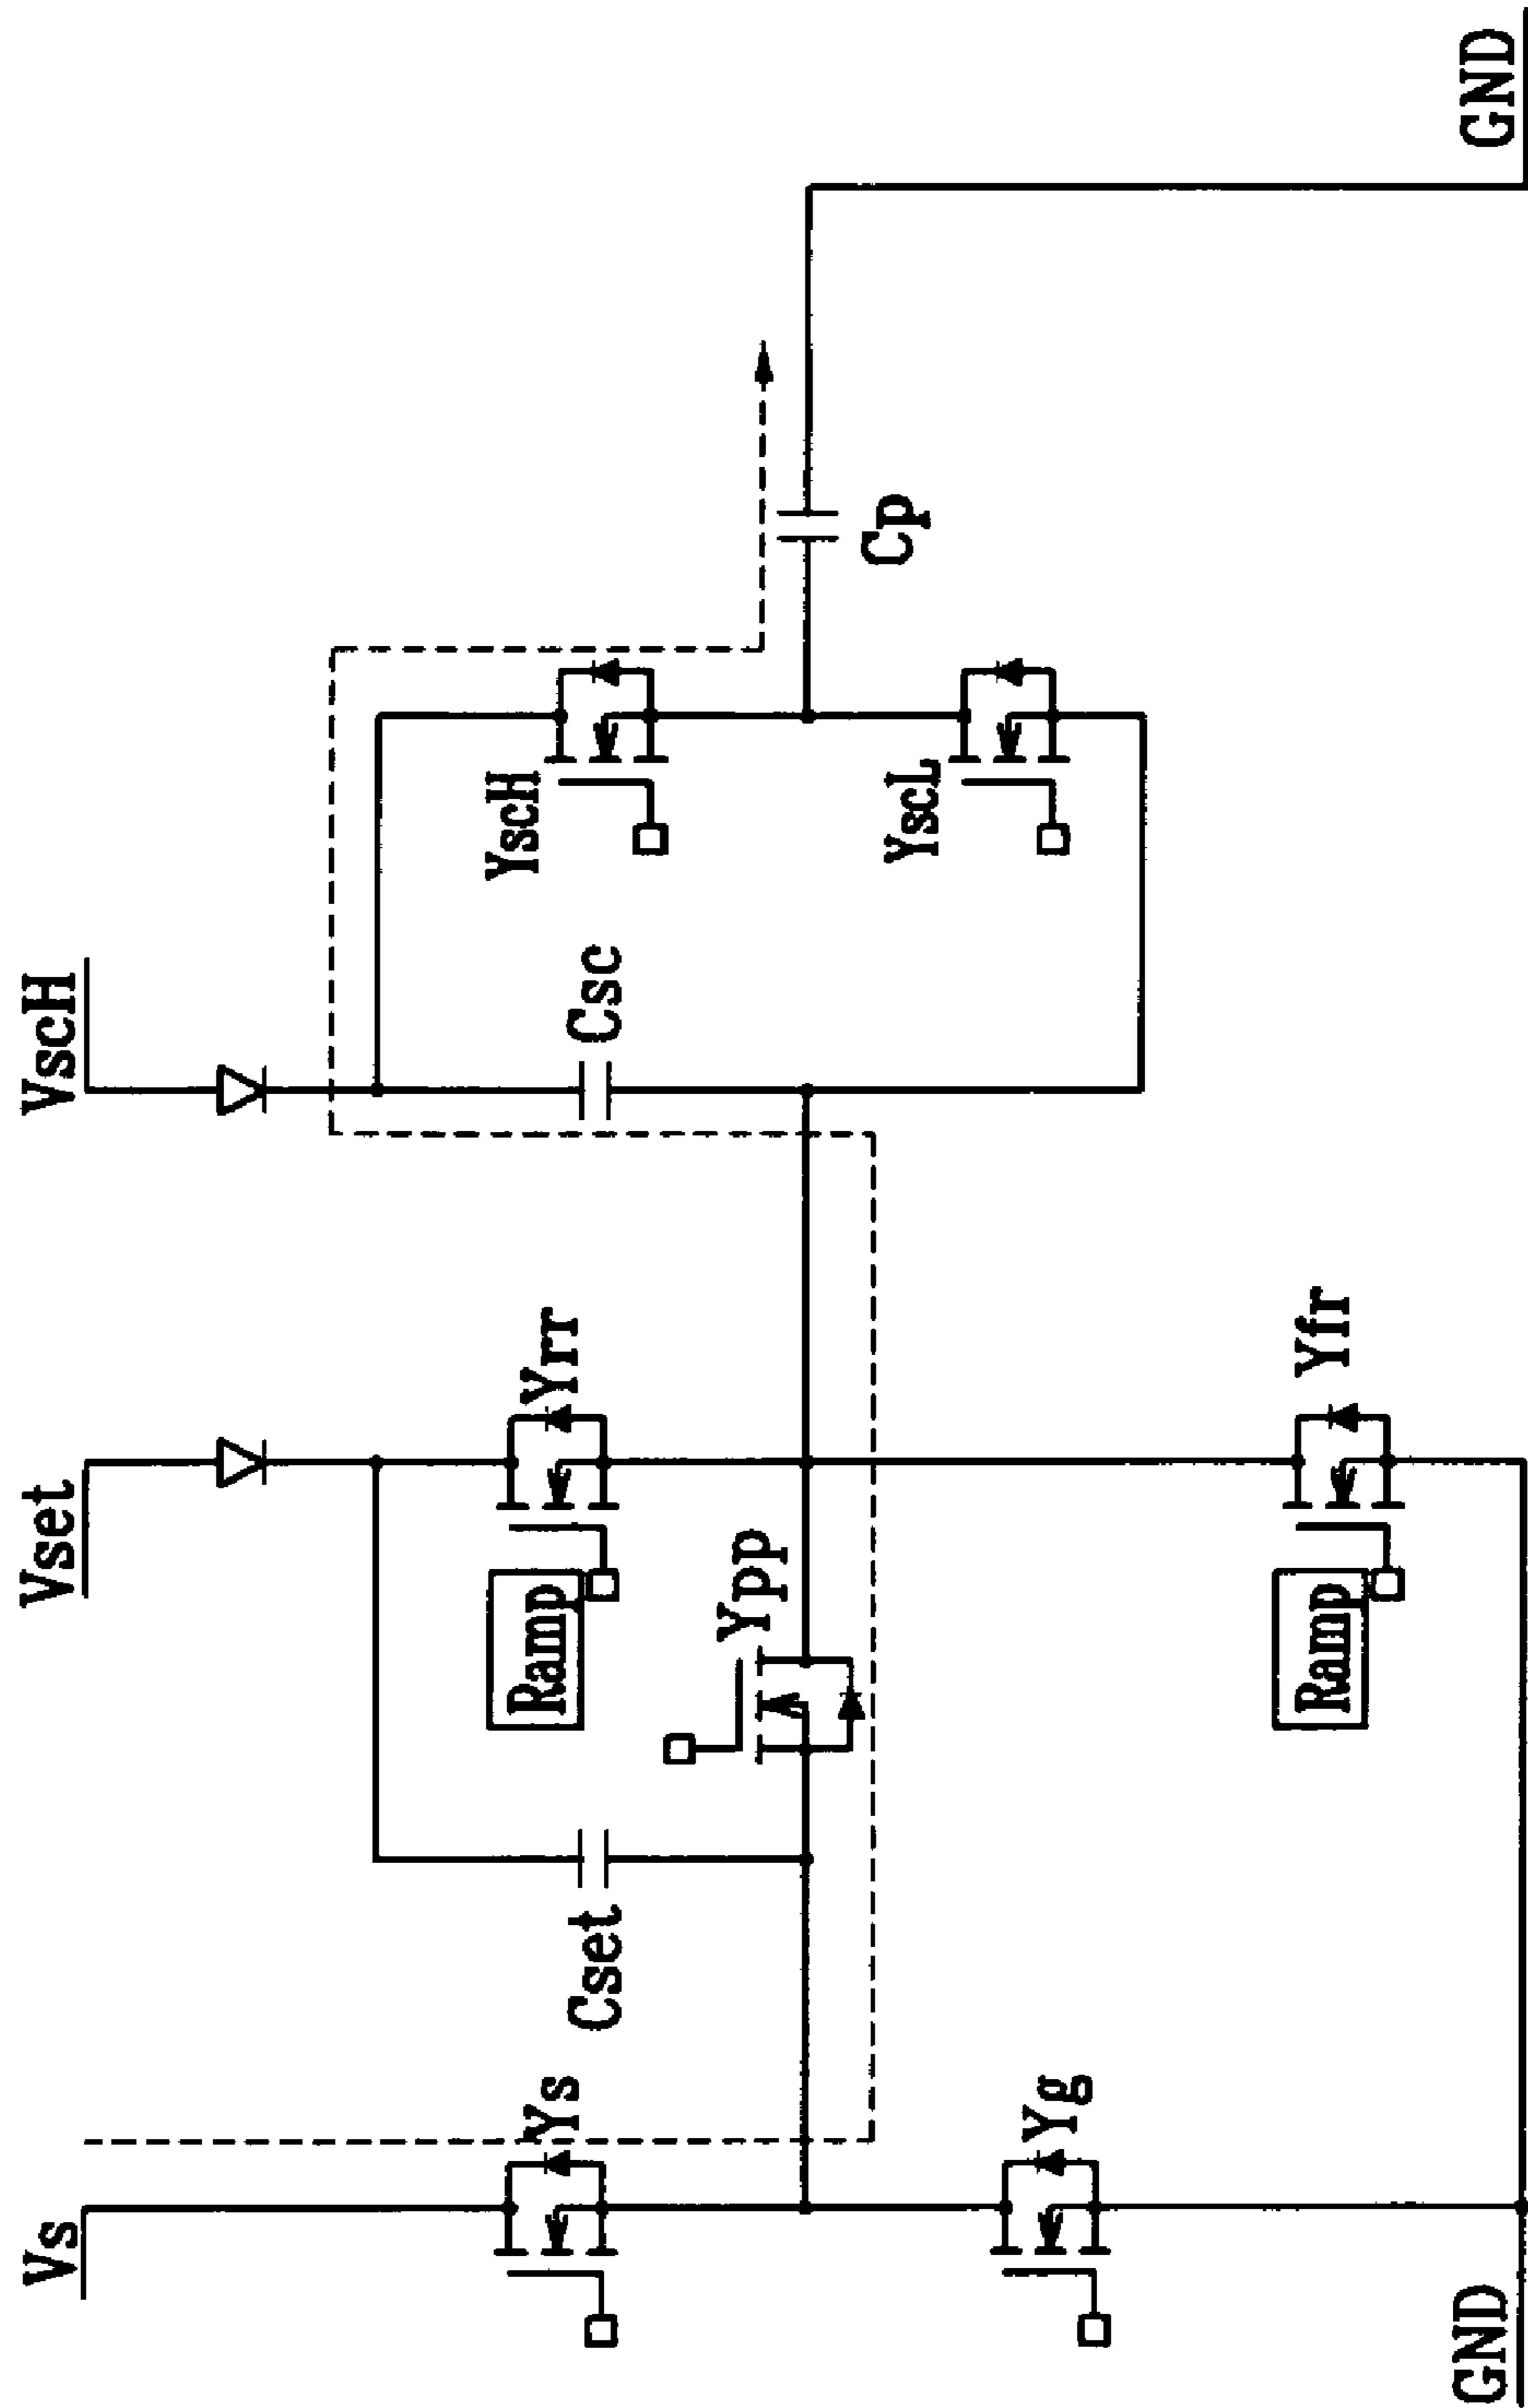 Vs
Vset
VscH
Ys
Cset
Ramp
Yrr
Ypp
Csc
YscH
YscL
Cp
Yg
Ramp
Yfr
GND
GND